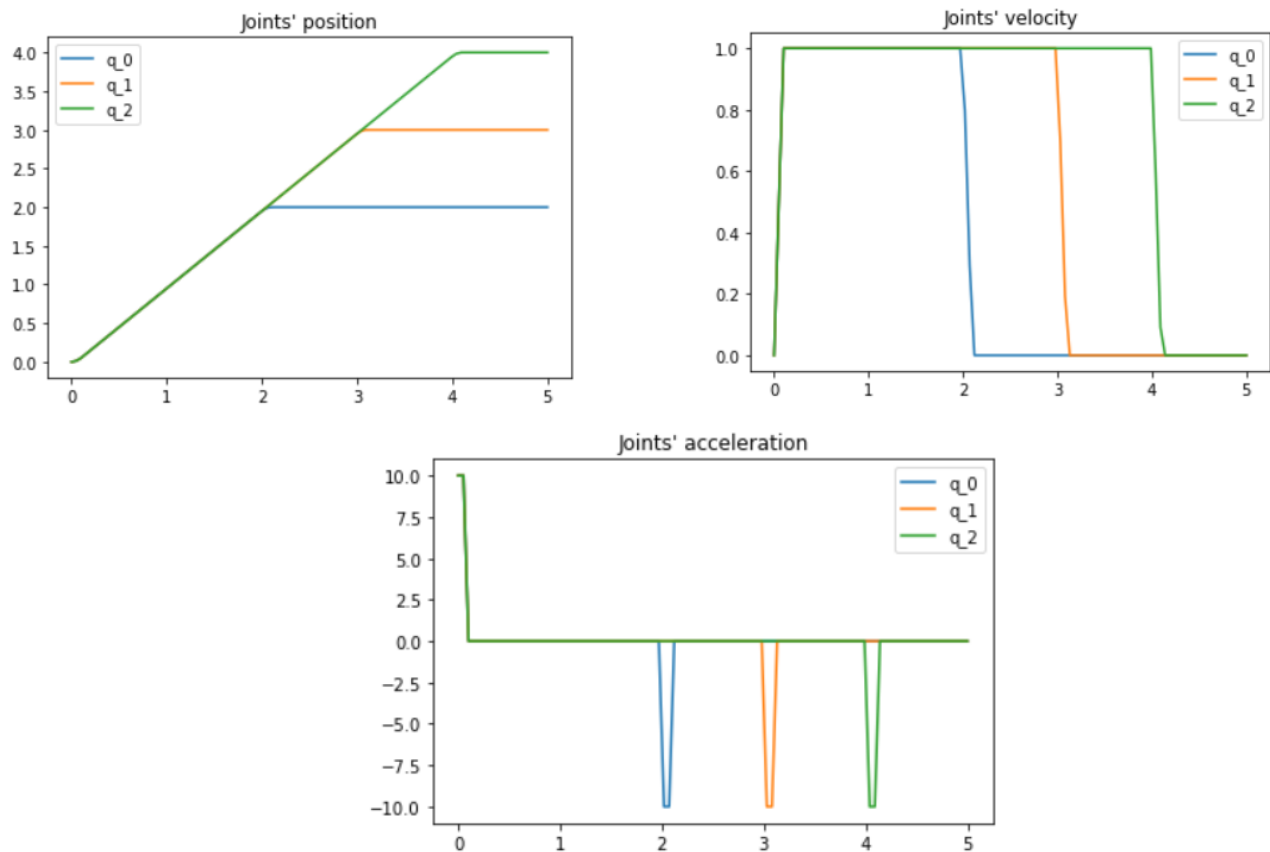 Joints' position
4.0
3.5
3.0
2.5
2.0
1.5
1.0
0.5
0.0
q_0
q_1
q_2
0 1 2 3 4 5
Joints' velocity
1.0
0.8
0.6
0.4
0.2
0.0
q_0
q_1
q_2
0 1 2 3 4 5
Joints' acceleration
10.0
7.5
5.0
2.5
0.0
−2.5
−5.0
−7.5
−10.0
q_0
q_1
q_2
0 1 2 3 4 5